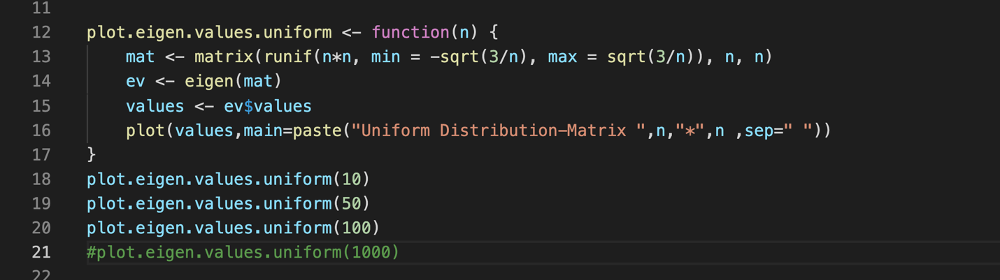 11
12 plot.eigen.values.uniform <- function(n) {
13     mat <- matrix(runif(n*n, min = -sqrt(3/n), max = sqrt(3/n)), n, n)
14     ev <- eigen(mat)
15     values <- ev$values
16     plot(values,main=paste("Uniform Distribution-Matrix ",n,"*",n ,sep=" "))
17 }
18 plot.eigen.values.uniform(10)
19 plot.eigen.values.uniform(50)
20 plot.eigen.values.uniform(100)
21 #plot.eigen.values.uniform(1000)
22